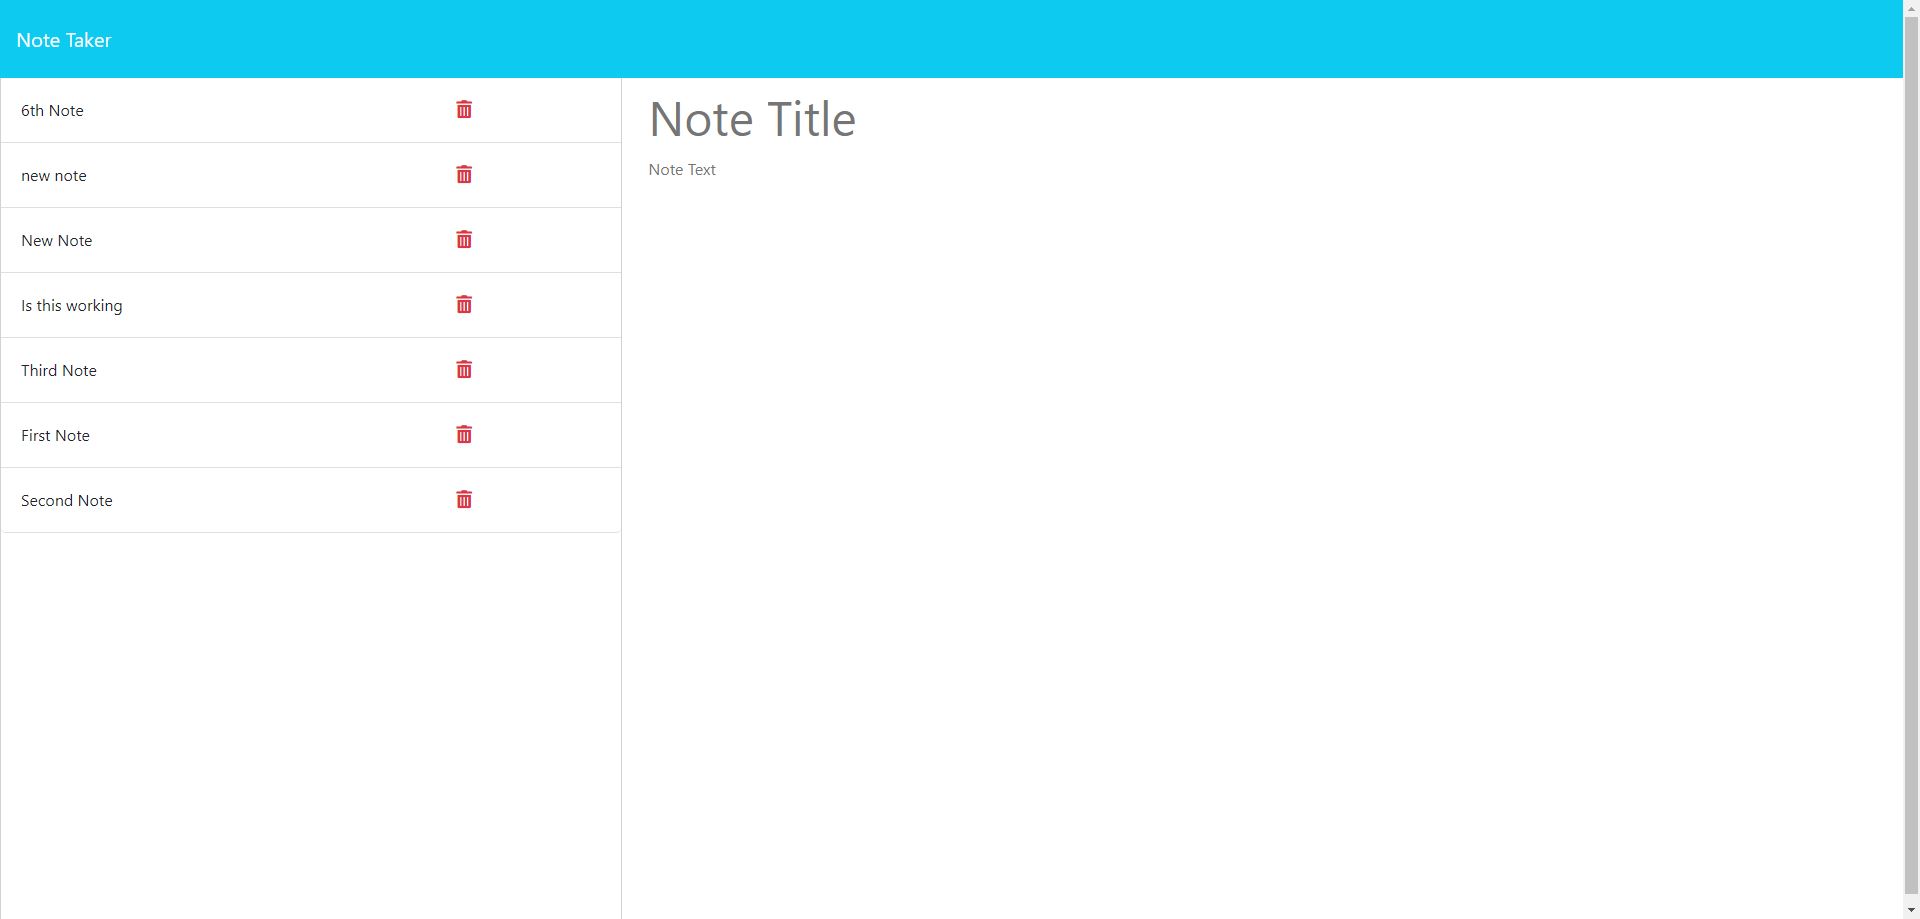 Note Taker
6th Note
new note
New Note
Is this working
Third Note
First Note
Second Note
Note Title
Note Text